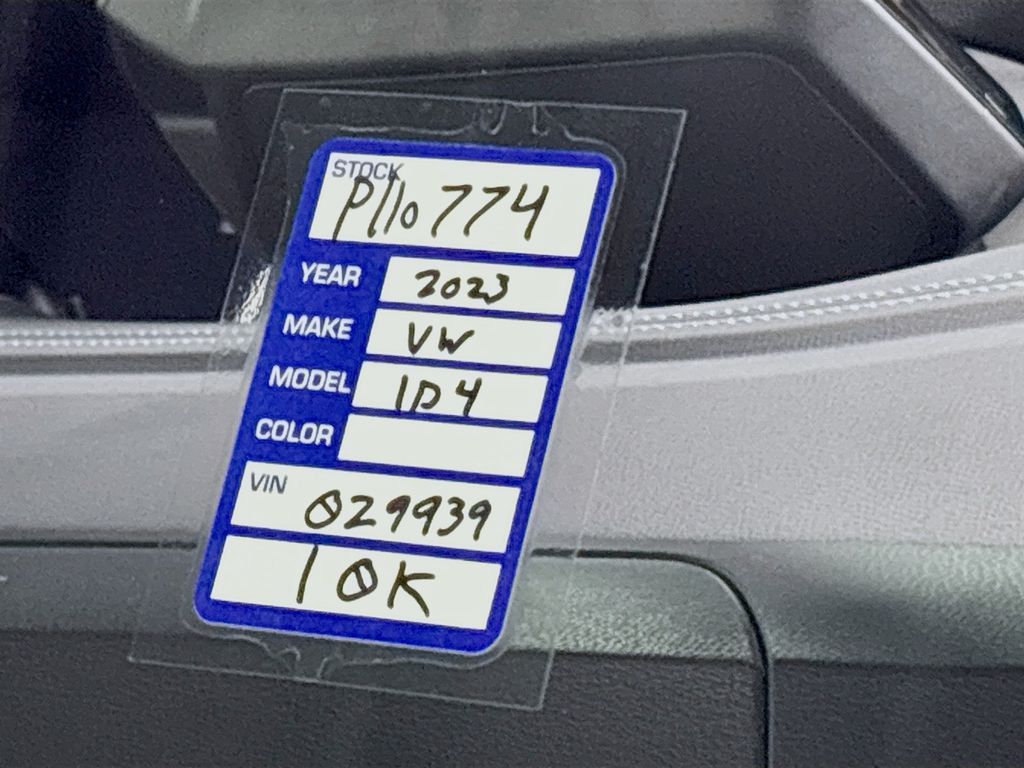 STOCK
P110774
YEAR 2023
MAKE VW
MODEL ID4
COLOR
VIN
029939
10K